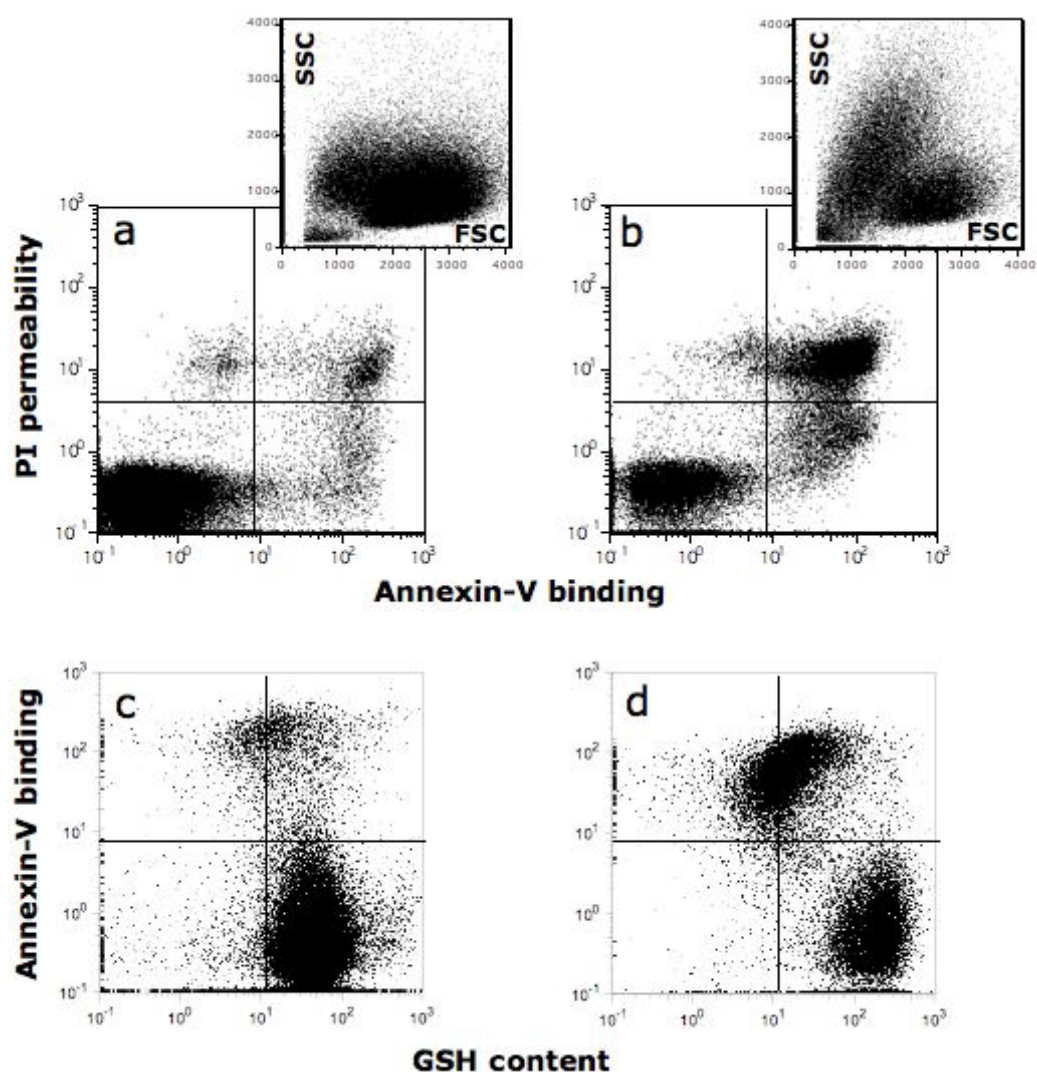 4000
SSC
3000
2000
1000
0
FSC
0 1000 2000 3000 4000
4000
SSC
3000
2000
1000
0
FSC
0 1000 2000 3000 4000
PI permeability
a
10³
10²
10¹
10⁰
10⁻¹
10⁻¹ 10⁰ 10¹ 10² 10³
b
10³
10²
10¹
10⁰
10⁻¹
10⁻¹ 10⁰ 10¹ 10² 10³
Annexin-V binding
Annexin-V binding
c
10³
10²
10¹
10⁰
10⁻¹
10⁻¹ 10⁰ 10¹ 10² 10³
d
10³
10²
10¹
10⁰
10⁻¹
10⁻¹ 10⁰ 10¹ 10² 10³
GSH content